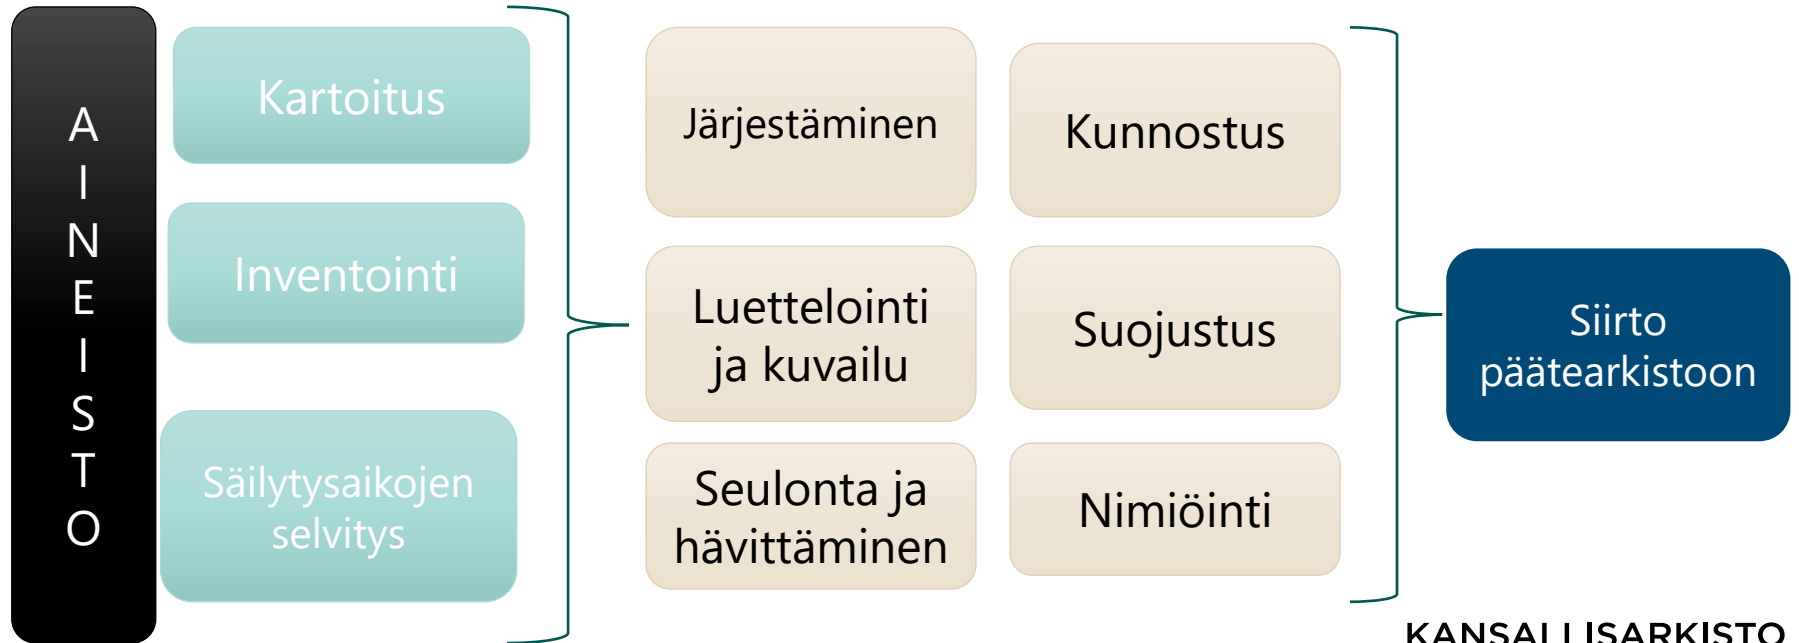 AINEISTO
Kartoitus
Inventointi
Säilytysaikojen
selvitys
Järjestäminen
Luettelointi
ja kuvailu
Seulonta ja
hävittäminen
Kunnostus
Suojustus
Nimiöinti
Siirto
päätearkistoon
KANSALLISARKISTO